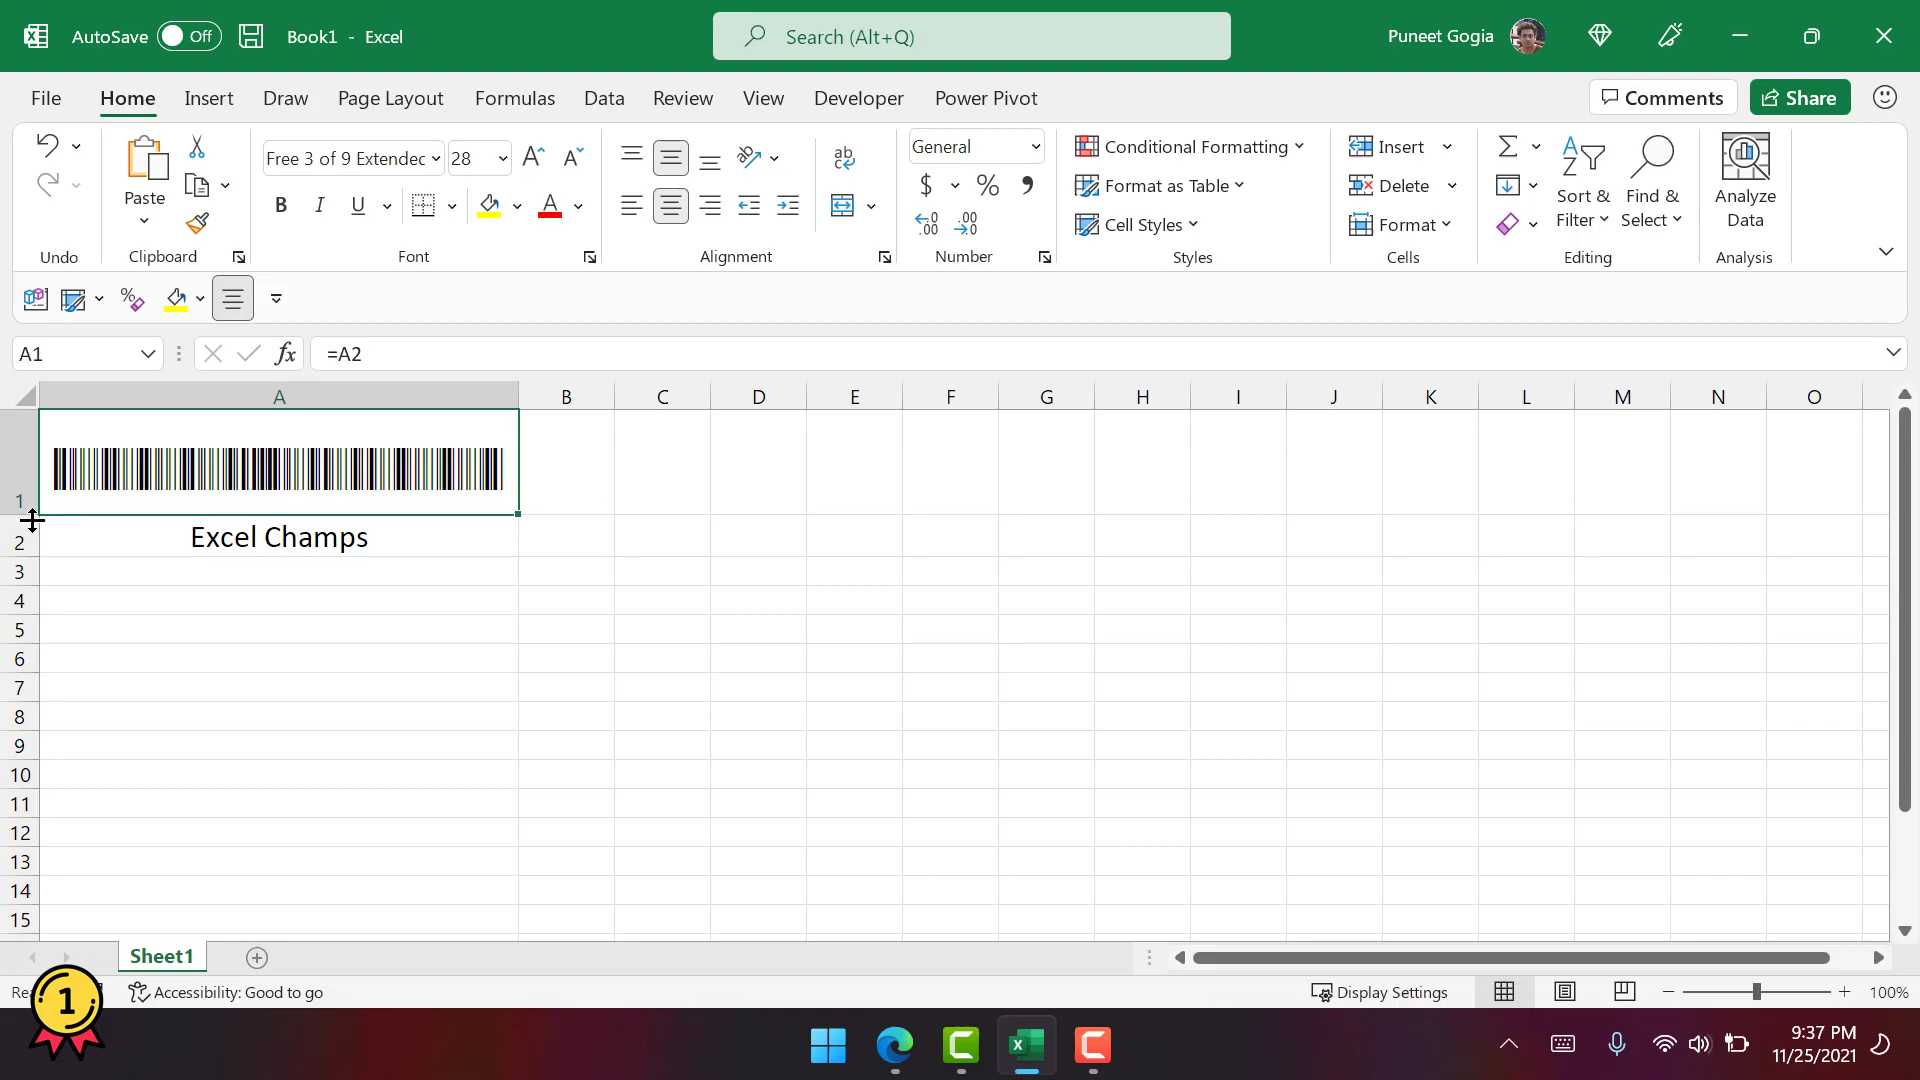 AutoSave Off Book1 - Excel Search (Alt+Q) Puneet Gogia
File Home Insert Draw Page Layout Formulas Data Review View Developer Power Pivot Comments Share
Free 3 of 9 Extendec 28 General Conditional Formatting Insert
Paste Format as Table Delete Sort & Filter Find & Select Analyze Data
B I U A $ % Cell Styles Format
Undo Clipboard Font Alignment Number Styles Cells Editing Analysis
A1 fx =A2
A B C D E F G H I J K L M N O
1
2 Excel Champs
3
4
5
6
7
8
9
10
11
12
13
14
15
Sheet1
1 Accessibility: Good to go Display Settings 100%
9:37 PM
11/25/2021